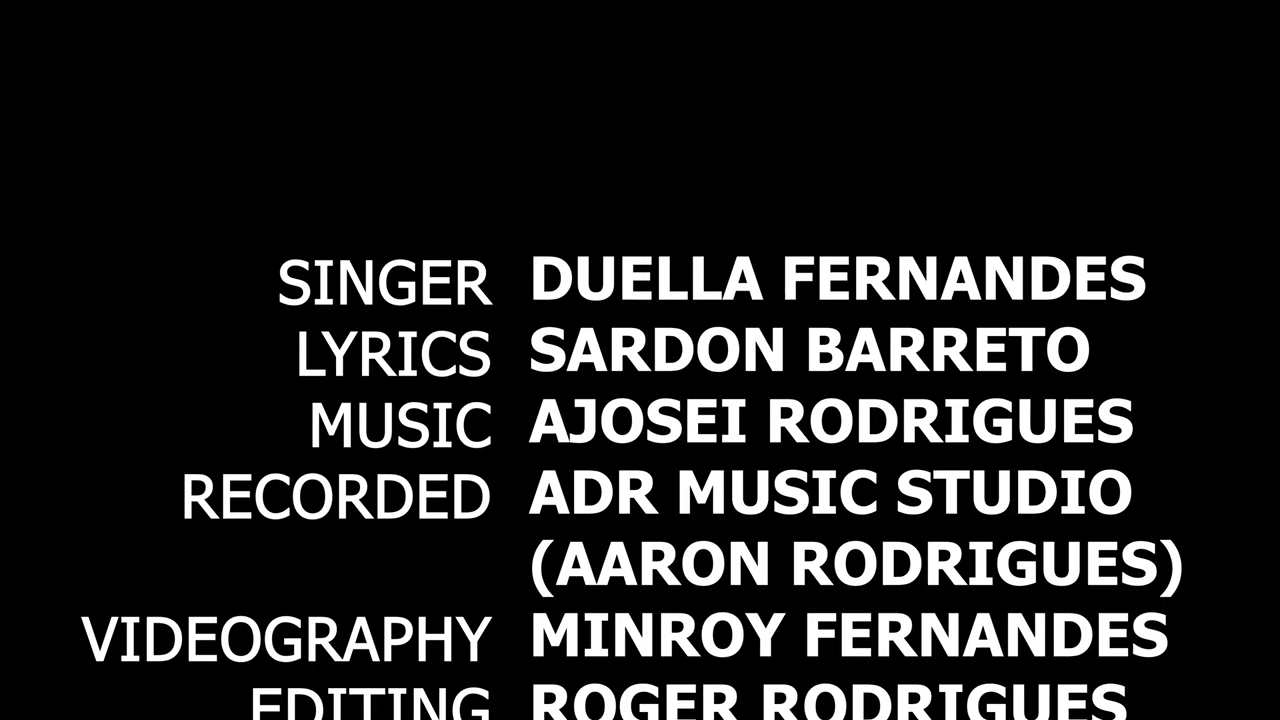 SINGER DUELLA FERNANDES
LYRICS SARDON BARRETO
MUSIC AJOSEI RODRIGUES
RECORDED ADR MUSIC STUDIO
(AARON RODRIGUES)
VIDEOGRAPHY MINROY FERNANDES
EDITING ROGER RODRIGUES